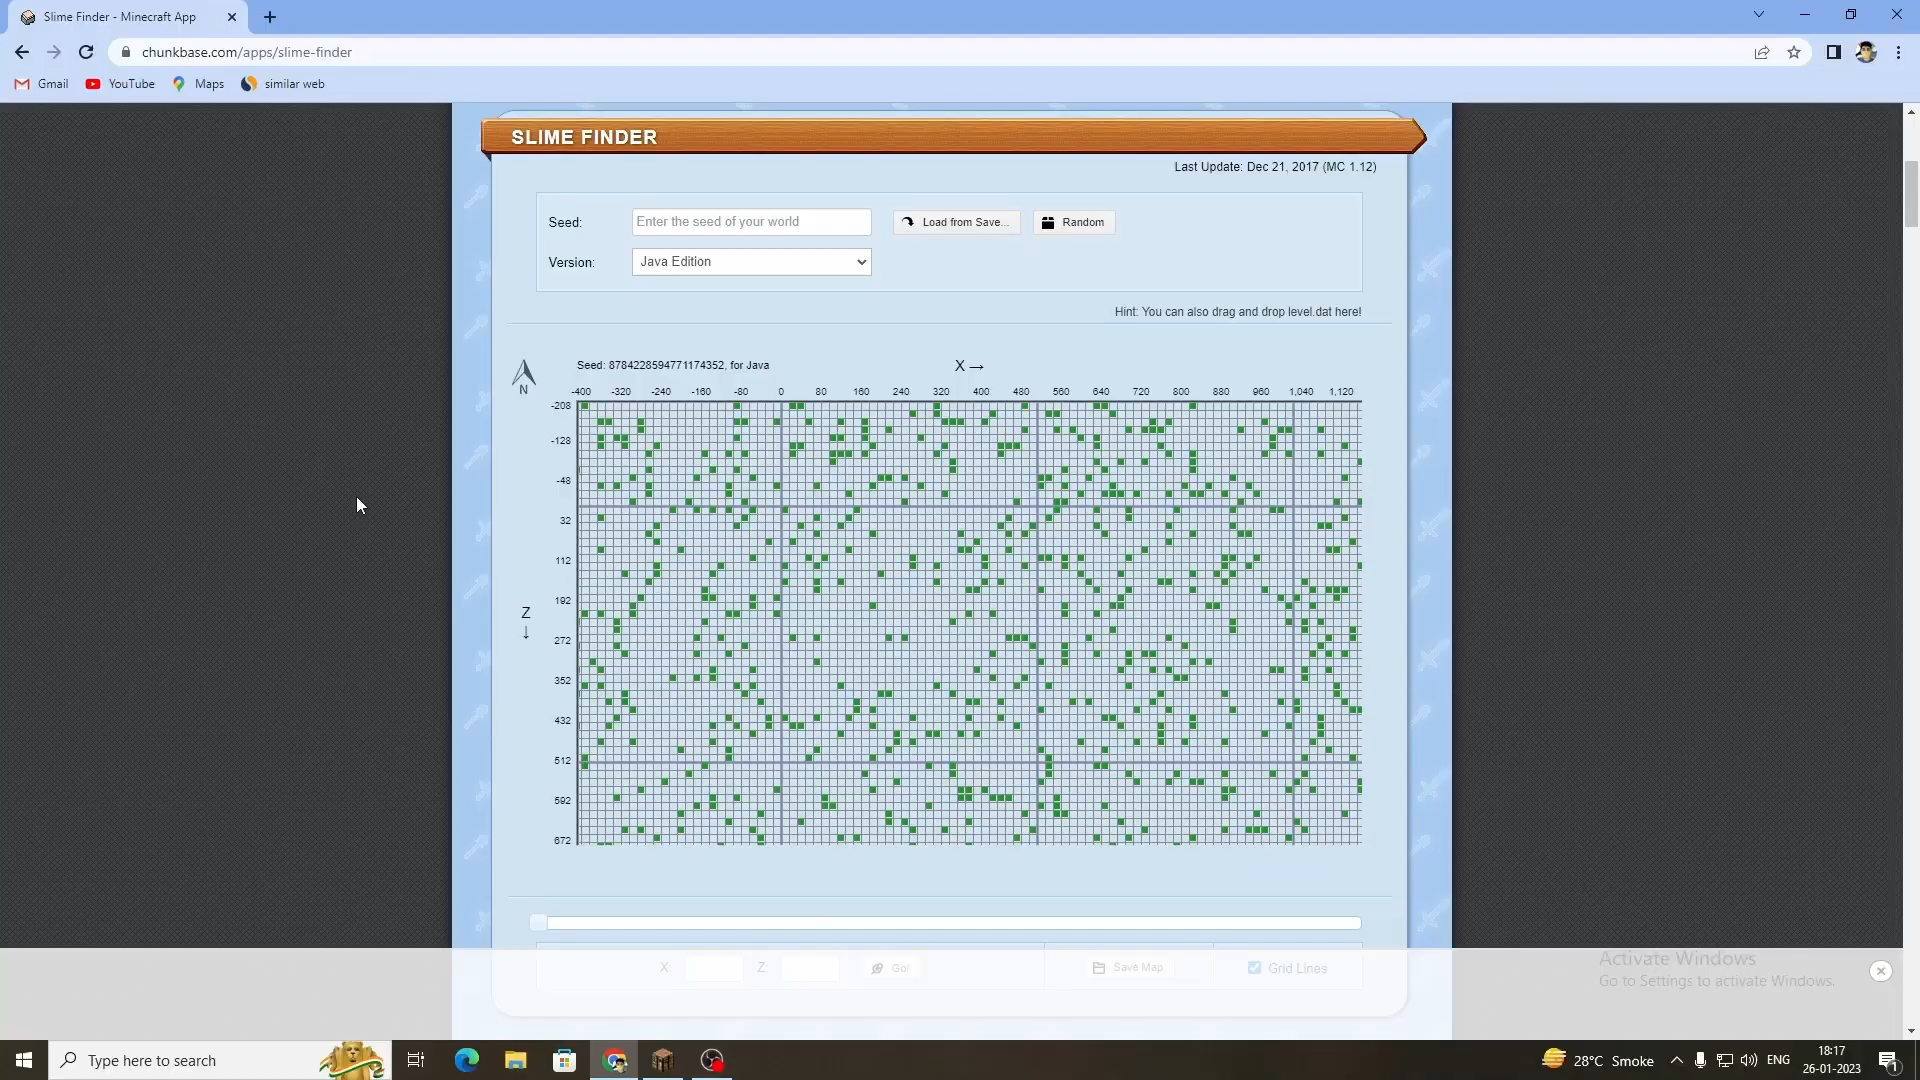 Slime Finder - Minecraft App
chunkbase.com/apps/slime-finder
Gmail YouTube Maps similar web
SLIME FINDER
Last Update: Dec 21, 2017 (MC 1.12)
Seed: Enter the seed of your world Load from Save... Random
Version: Java Edition
Hint: You can also drag and drop level.dat here!
Seed: 8784228594771174352, for Java X →
N
-400 -320 -240 -160 -80 0 80 160 240 320 400 480 560 640 720 800 880 960 1,040 1,120
-208
-128
-48
32
112
192
Z
↓
272
352
432
512
592
672
X: Z: Go! Save Map Grid Lines
Activate Windows
Go to Settings to activate Windows.
Type here to search
28°C Smoke ENG
18:17
26-01-2023
1